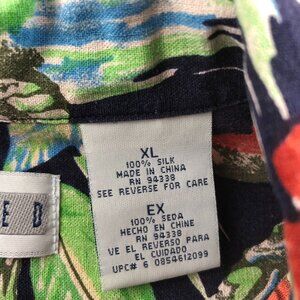 XL
100% SILK
MADE IN CHINA
RN 94338
SEE REVERSE FOR CARE
EX
100% SEDA
HECHO EN CHINE
RN 94338
VE EL REVERSO PARA
EL CUIDADO
UPC# 6 0854612099
E D